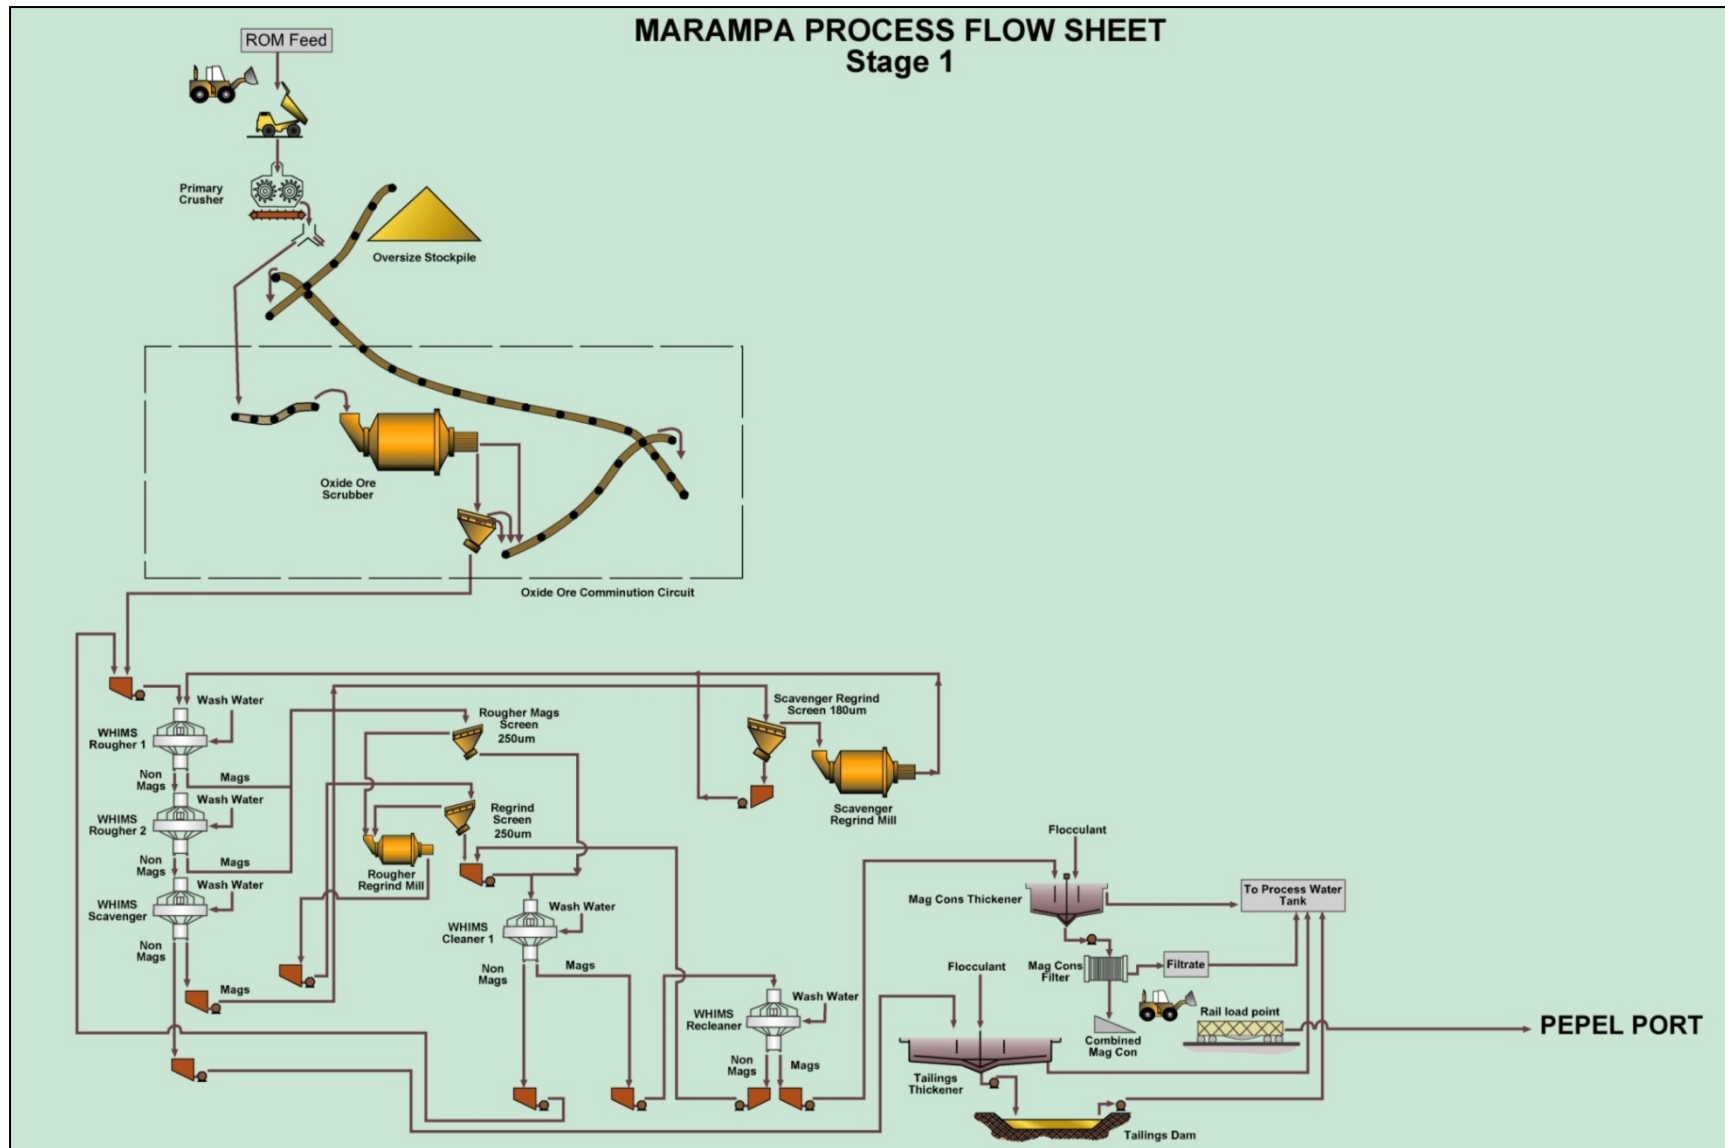 MARAMPA PROCESS FLOW SHEET
Stage 1
ROM Feed
Primary
Crusher
Oversize Stockpile
Oxide Ore
Scrubber
Oxide Ore Comminution Circuit
Wash Water
WHIMS
Rougher 1
Non
Mags
Mags
Wash Water
WHIMS
Rougher 2
Non
Mags
Mags
Wash Water
WHIMS
Scavenger
Non
Mags
Mags
Rougher Mags
Screen
250um
Regrind
Screen
250um
Rougher
Regrind Mill
Wash Water
WHIMS
Cleaner 1
Non
Mags
Mags
Scavenger Regrind
Screen 180um
Scavenger
Regrind Mill
Wash Water
WHIMS
Recleaner
Non
Mags
Mags
Flocculant
Mag Cons Thickener
To Process Water
Tank
Mag Cons
Filter
Filtrate
Flocculant
Combined
Mag Con
Rail load point
PEPEL PORT
Tailings
Thickener
Tailings Dam